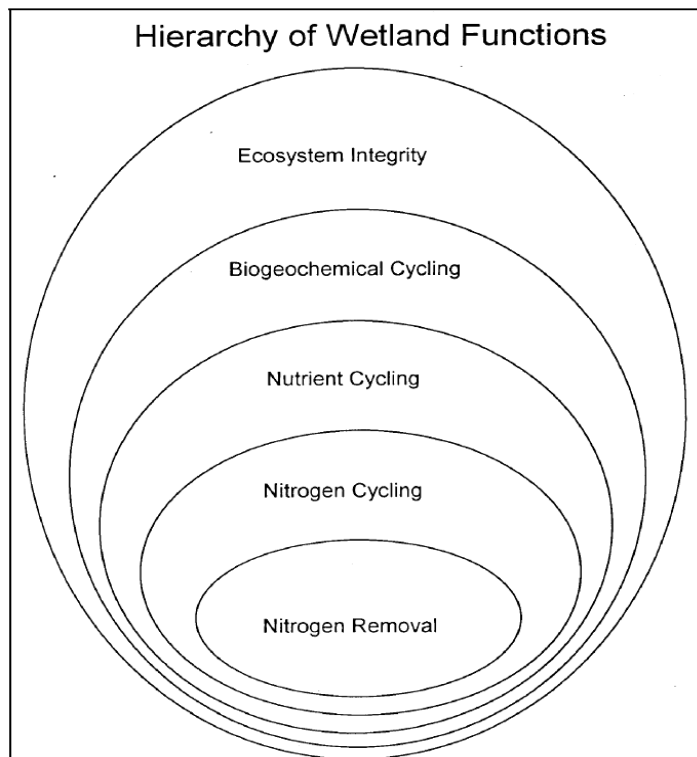 Hierarchy of Wetland Functions
Ecosystem Integrity
Biogeochemical Cycling
Nutrient Cycling
Nitrogen Cycling
Nitrogen Removal